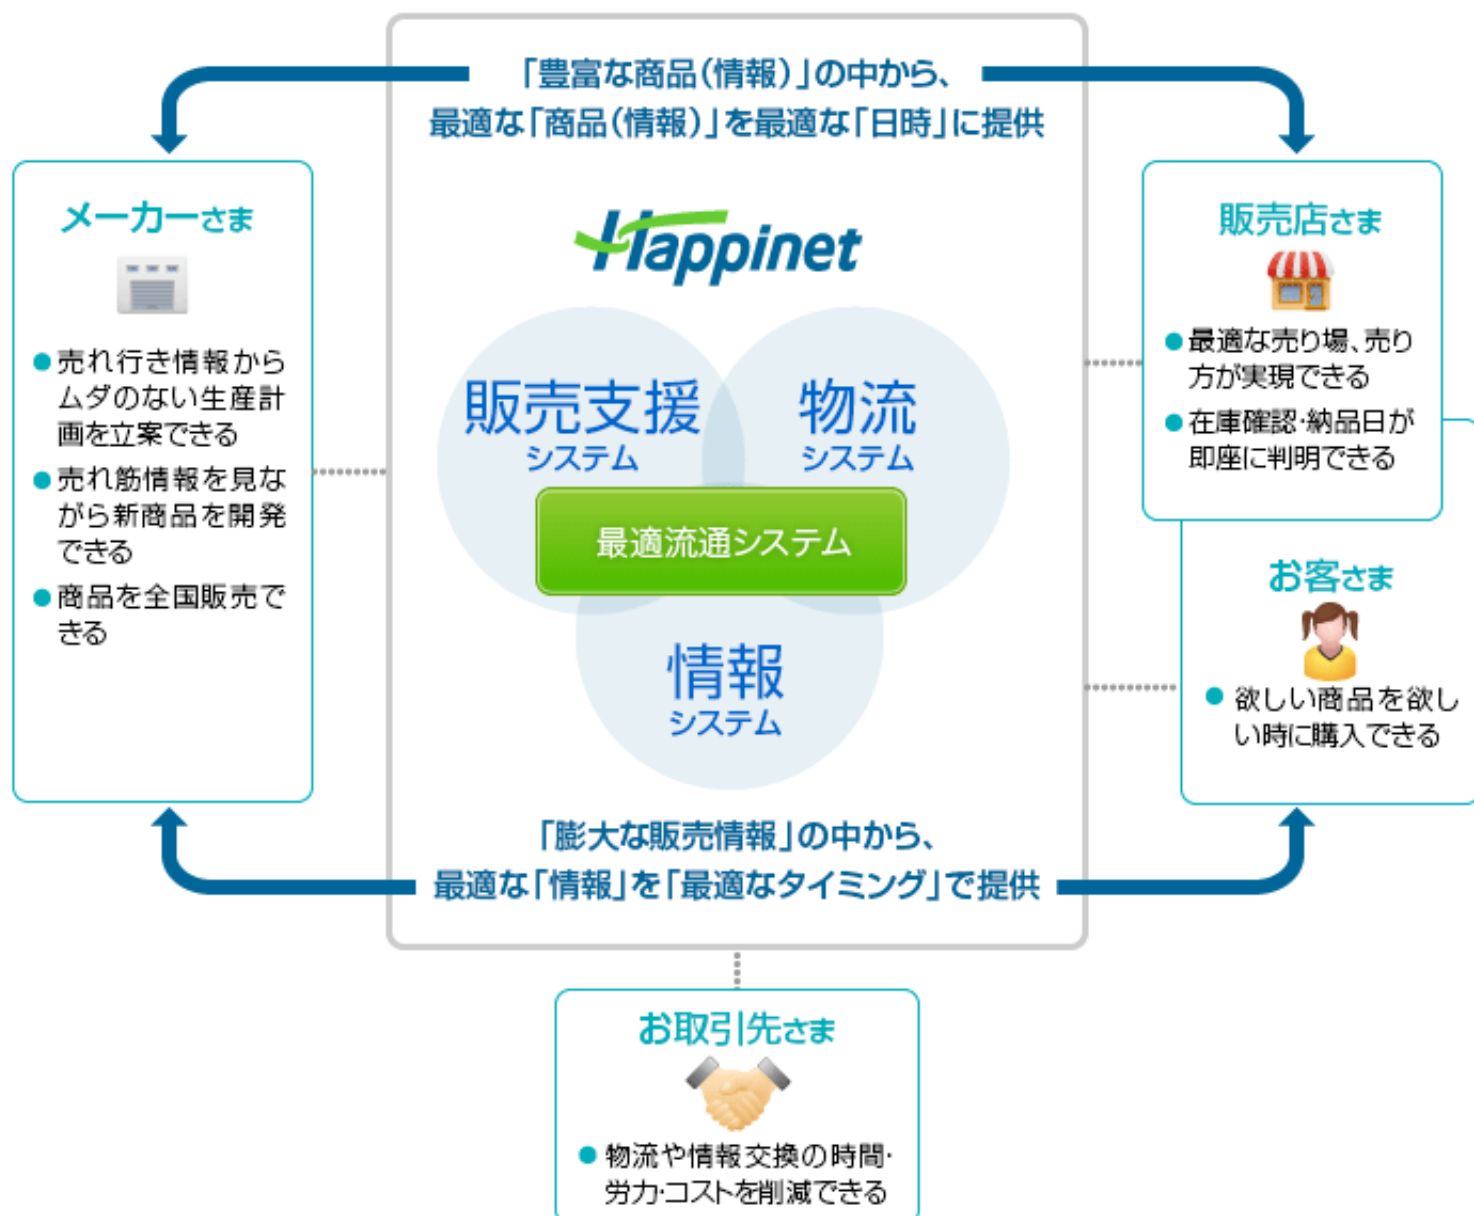 「豊富な商品(情報)」の中から、
最適な「商品(情報)」を最適な「日時」に提供
メーカーさま
売れ行き情報から
ムダのない生産計
画を立案できる
売れ筋情報を見な
がら新商品を開発
できる
商品を全国販売で
きる
Happinet
販売支援
システム
物流
システム
最適流通システム
情報
システム
販売店さま
最適な売り場、売り
方が実現できる
在庫確認・納品日が
即座に判明できる
お客さま
欲しい商品を欲し
い時に購入できる
「膨大な販売情報」の中から、
最適な「情報」を「最適なタイミング」で提供
お取引先さま
物流や情報交換の時間・
労力・コストを削減できる